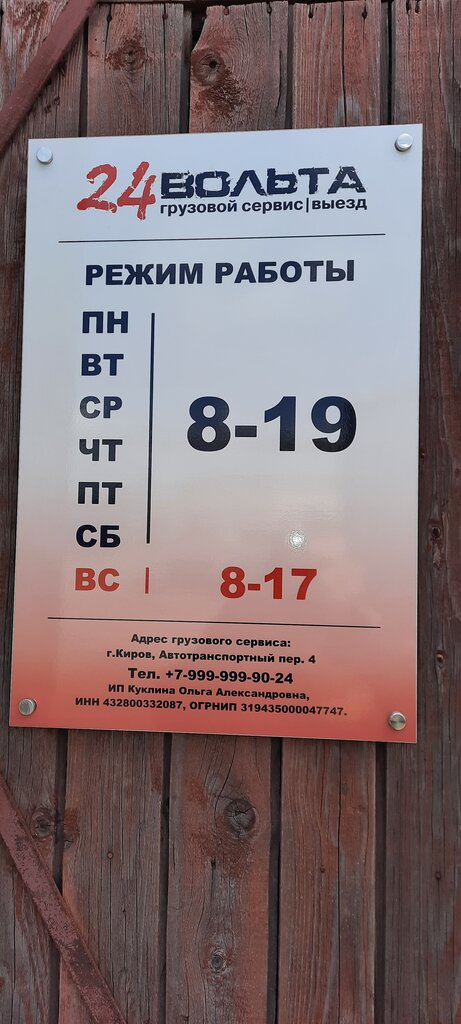 24ВОЛЬТА
грузовой сервис|выезд
РЕЖИМ РАБОТЫ
ПН
ВТ
СР
ЧТ
ПТ
СБ
8-19
ВС | 8-17
Адрес грузового сервиса:
г.Киров, Автотранспортный пер. 4
Тел. +7-999-999-90-24
ИП Куклина Ольга Александровна,
ИНН 432800332087, ОГРНИП 319435000047747.